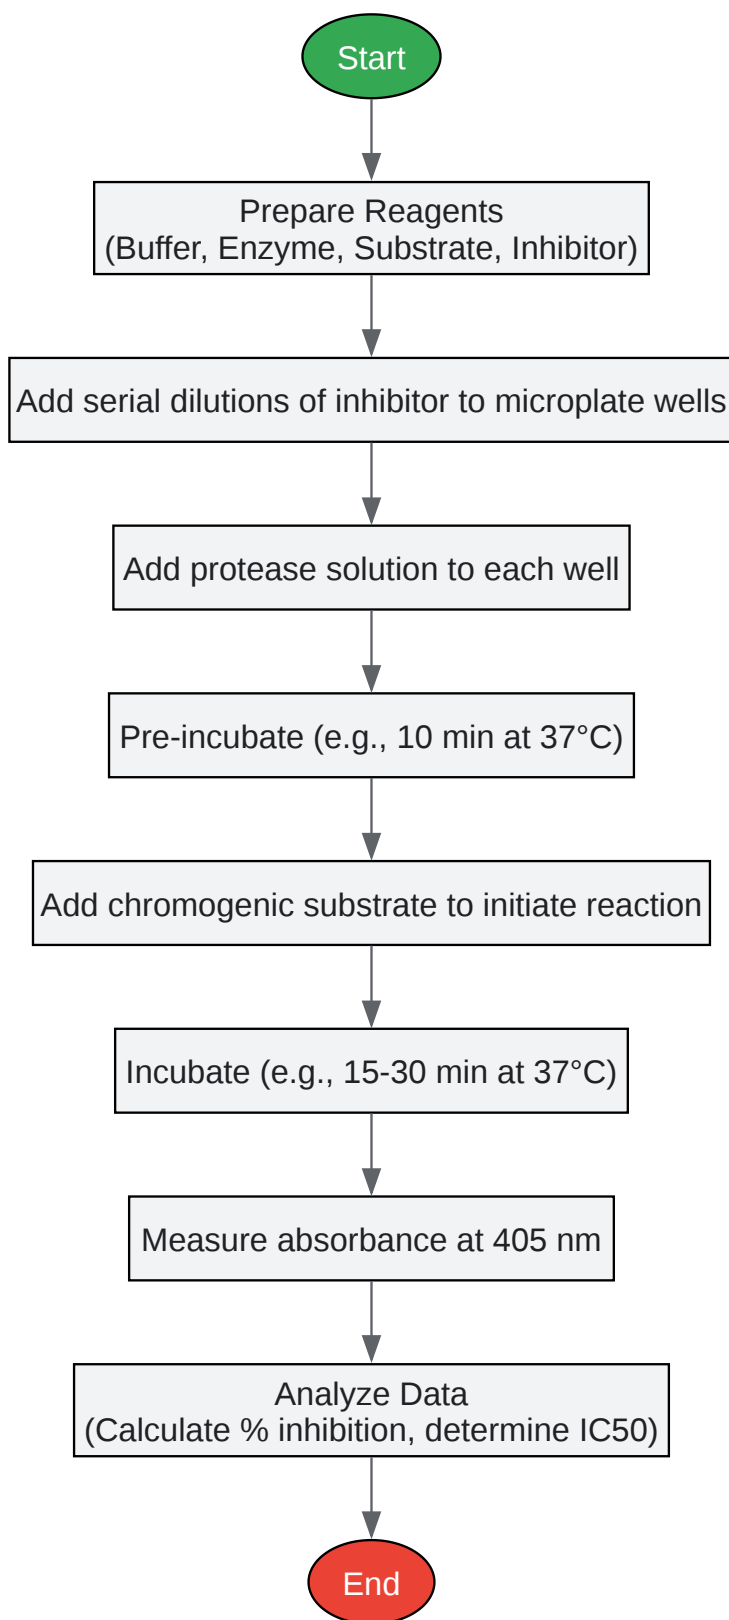 Start
Prepare Reagents
(Buffer, Enzyme, Substrate, Inhibitor)
Add serial dilutions of inhibitor to microplate wells
Add protease solution to each well
Pre-incubate (e.g., 10 min at 37°C)
Add chromogenic substrate to initiate reaction
Incubate (e.g., 15-30 min at 37°C)
Measure absorbance at 405 nm
Analyze Data
(Calculate % inhibition, determine IC50)
End